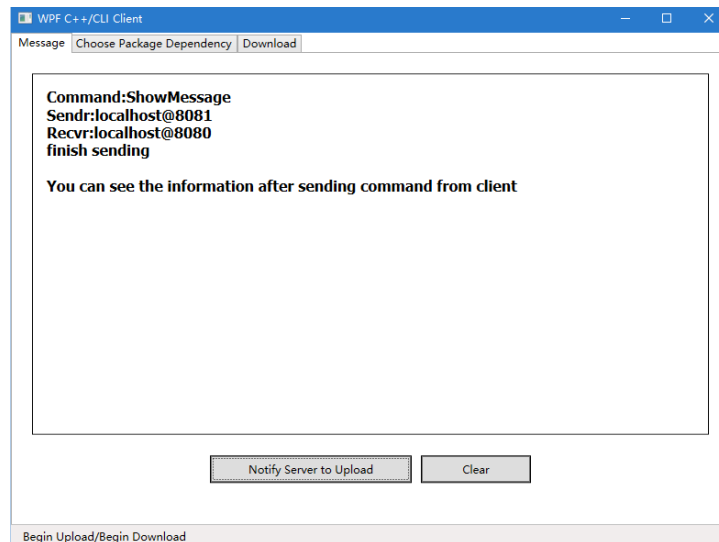 WPF C++/CLI Client
Message Choose Package Dependency Download
Command:ShowMessage
Sendr:localhost@8081
Recvr:localhost@8080
finish sending
You can see the information after sending command from client
Notify Server to Upload Clear
Begin Upload/Begin Download